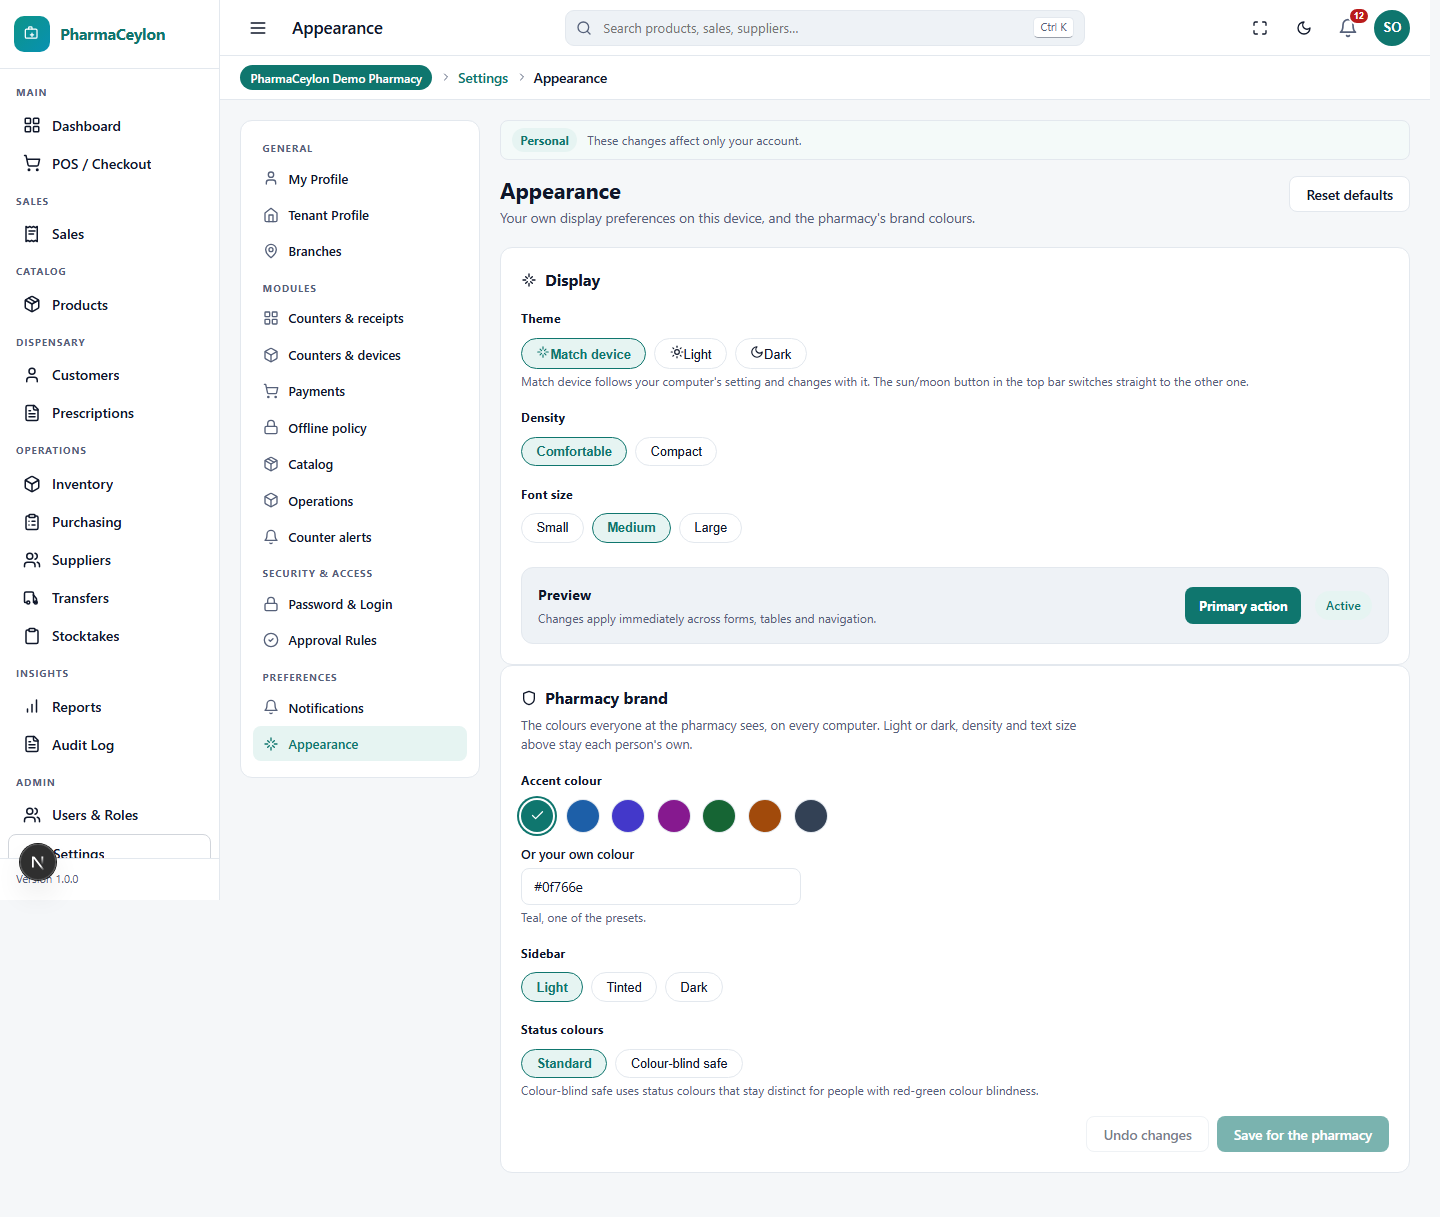 PharmaCeylon
Appearance
Search products, sales, suppliers...
Ctrl K
12
SO
PharmaCeylon Demo Pharmacy
Settings
Appearance
MAIN
Dashboard
POS / Checkout
SALES
Sales
CATALOG
Products
DISPENSARY
Customers
Prescriptions
OPERATIONS
Inventory
Purchasing
Suppliers
Transfers
Stocktakes
INSIGHTS
Reports
Audit Log
ADMIN
Users & Roles
Settings
N
Version 1.0.0
GENERAL
My Profile
Tenant Profile
Branches
MODULES
Counters & receipts
Counters & devices
Payments
Offline policy
Catalog
Operations
Counter alerts
SECURITY & ACCESS
Password & Login
Approval Rules
PREFERENCES
Notifications
Appearance
Personal These changes affect only your account.
Appearance
Your own display preferences on this device, and the pharmacy's brand colours.
Reset defaults
Display
Theme
Match device Light Dark
Match device follows your computer's setting and changes with it. The sun/moon button in the top bar switches straight to the other one.
Density
Comfortable Compact
Font size
Small Medium Large
Preview
Changes apply immediately across forms, tables and navigation.
Primary action Active
Pharmacy brand
The colours everyone at the pharmacy sees, on every computer. Light or dark, density and text size
above stay each person's own.
Accent colour
Or your own colour
#0f766e
Teal, one of the presets.
Sidebar
Light Tinted Dark
Status colours
Standard Colour-blind safe
Colour-blind safe uses status colours that stay distinct for people with red-green colour blindness.
Undo changes Save for the pharmacy